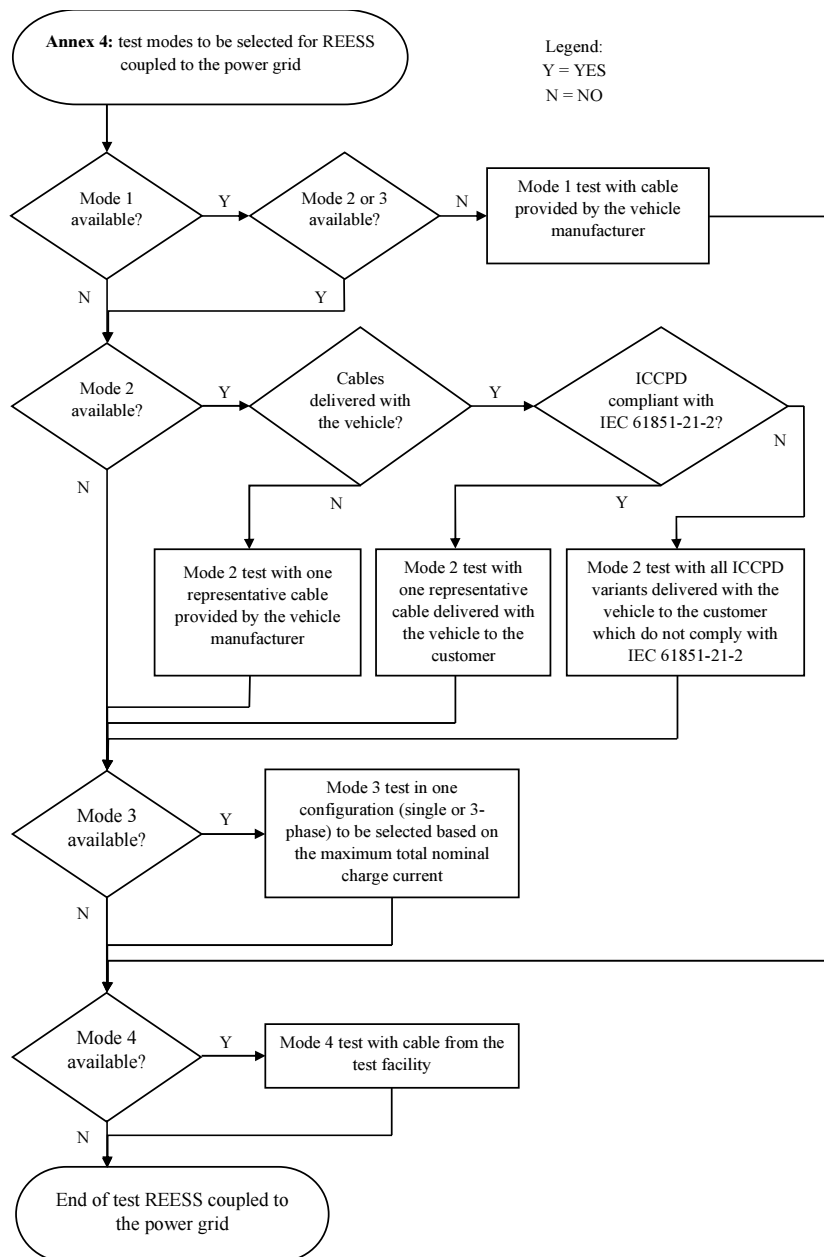 Annex 4: test modes to be selected for REESS
coupled to the power grid
Legend:
Y = YES
N = NO
Mode 1
available?
Y
Mode 2 or 3
available?
N
Mode 1 test with cable
provided by the vehicle
manufacturer
N
Y
Mode 2
available?
Y
Cables
delivered with
the vehicle?
Y
ICCPD
compliant with
IEC 61851-21-2?
N
N
N
Y
Mode 2 test with one
representative cable
provided by the vehicle
manufacturer
Mode 2 test with
one representative
cable delivered with
the vehicle to the
customer
Mode 2 test with all ICCPD
variants delivered with the
vehicle to the customer
which do not comply with
IEC 61851-21-2
Mode 3
available?
Y
Mode 3 test in one
configuration (single or 3-
phase) to be selected based on
the maximum total nominal
charge current
N
Mode 4
available?
Y
Mode 4 test with cable from the
test facility
N
End of test REESS coupled to
the power grid